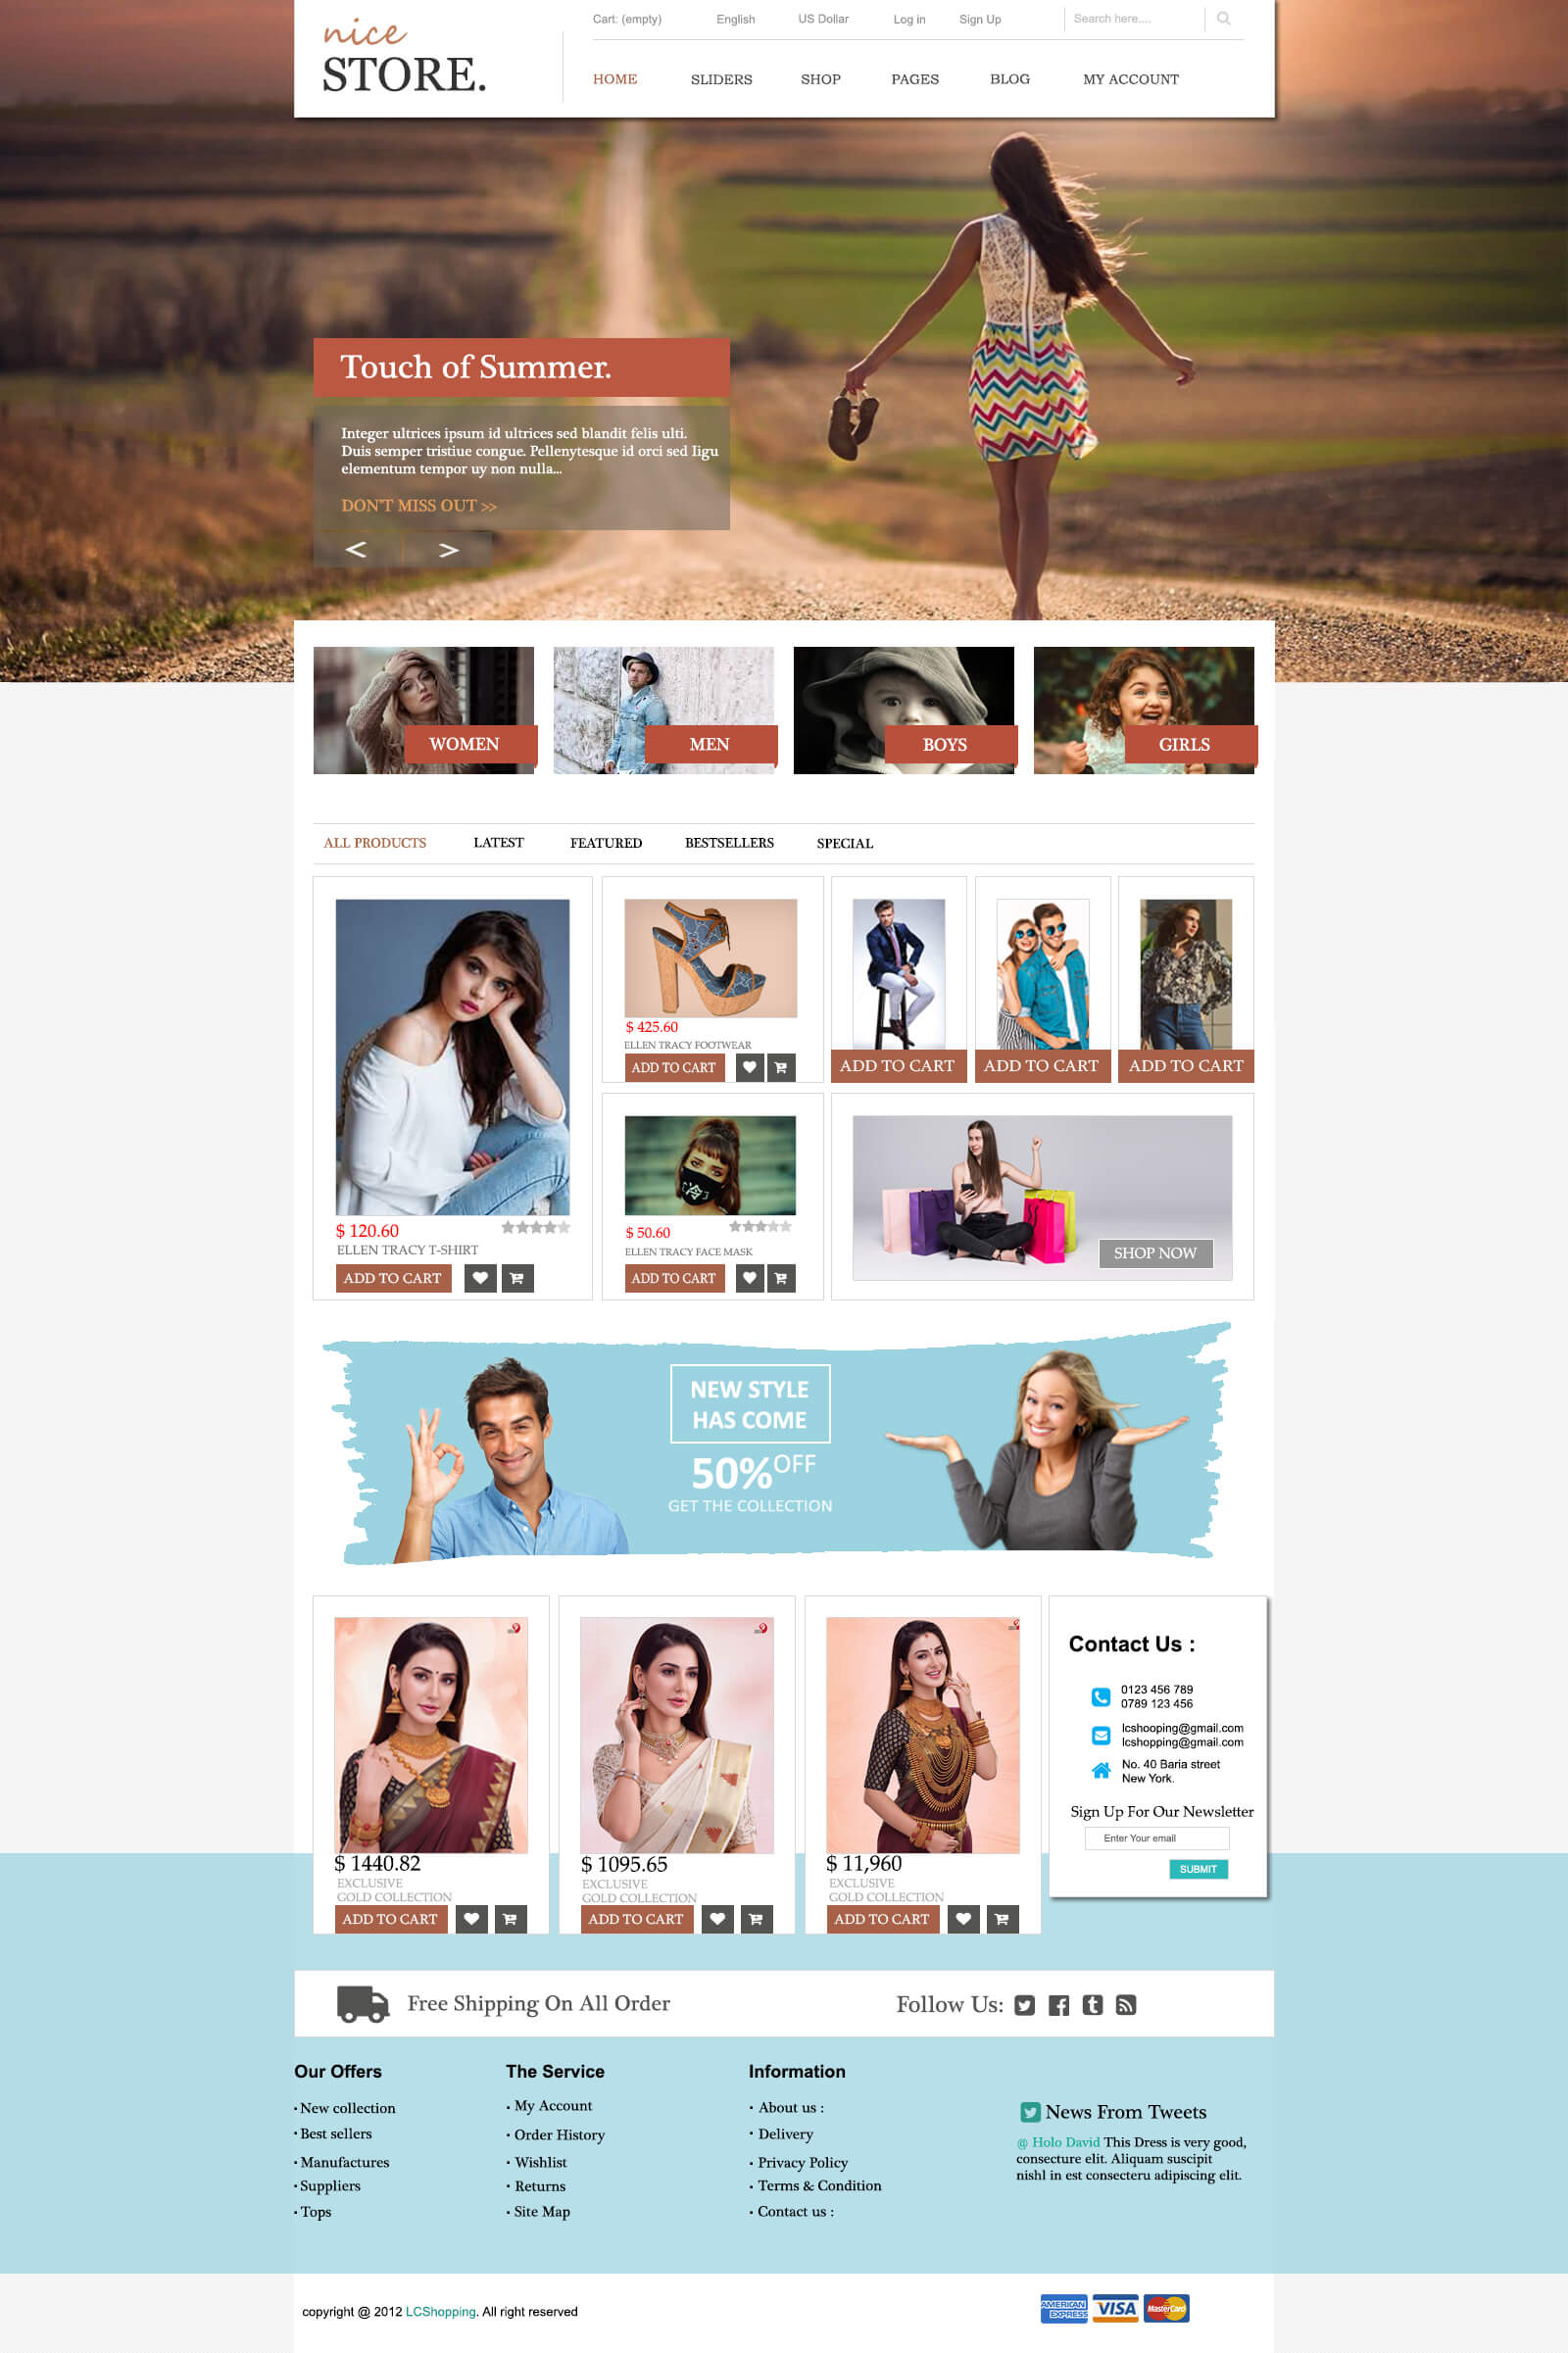 nice
STORE.
Cart: (empty)
English
US Dollar
Log in
Sign Up
Search here....
HOME
SLIDERS
SHOP
PAGES
BLOG
MY ACCOUNT
Touch of Summer.
Integer ultrices ipsum id ultrices sed blandit felis ulti.
Duis semper tristiue congue. Pellenytesque id orci sed Iigu
elementum tempor uy non nulla...
DON'T MISS OUT >>
<
>
WOMEN
MEN
BOYS
GIRLS
ALL PRODUCTS
LATEST
FEATURED
BESTSELLERS
SPECIAL
$ 120.60
ELLEN TRACY T-SHIRT
ADD TO CART
$ 425.60
ELLEN TRACY FOOTWEAR
ADD TO CART
ADD TO CART
ADD TO CART
ADD TO CART
$ 50.60
ELLEN TRACY FACE MASK
ADD TO CART
SHOP NOW
NEW STYLE
HAS COME
50% OFF
GET THE COLLECTION
$ 1440.82
EXCLUSIVE
GOLD COLLECTION
ADD TO CART
$ 1095.65
EXCLUSIVE
GOLD COLLECTION
ADD TO CART
$ 11,960
EXCLUSIVE
GOLD COLLECTION
ADD TO CART
Contact Us :
0123 456 789
0789 123 456
lcshooping@gmail.com
lcshopping@gmail.com
No. 40 Baria street
New York.
Sign Up For Our Newsletter
Enter Your email
SUBMIT
Free Shipping On All Order
Follow Us:
Our Offers
• New collection
• Best sellers
• Manufactures
• Suppliers
• Tops
The Service
• My Account
• Order History
• Wishlist
• Returns
• Site Map
Information
• About us :
• Delivery
• Privacy Policy
• Terms & Condition
• Contact us :
News From Tweets
@ Holo David This Dress is very good,
consecture elit. Aliquam suscipit
nishl in est consecteru adipiscing elit.
copyright @ 2012 LCShopping. All right reserved
AMERICAN
EXPRESS
VISA
MasterCard